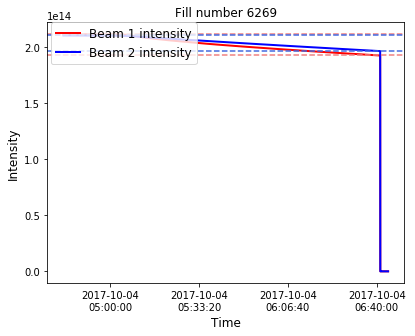 Fill number 6269
1e14
Beam 1 intensity
Beam 2 intensity
2.0
1.5
1.0
0.5
0.0
Intensity
2017-10-04
05:00:00
2017-10-04
05:33:20
2017-10-04
06:06:40
2017-10-04
06:40:00
Time